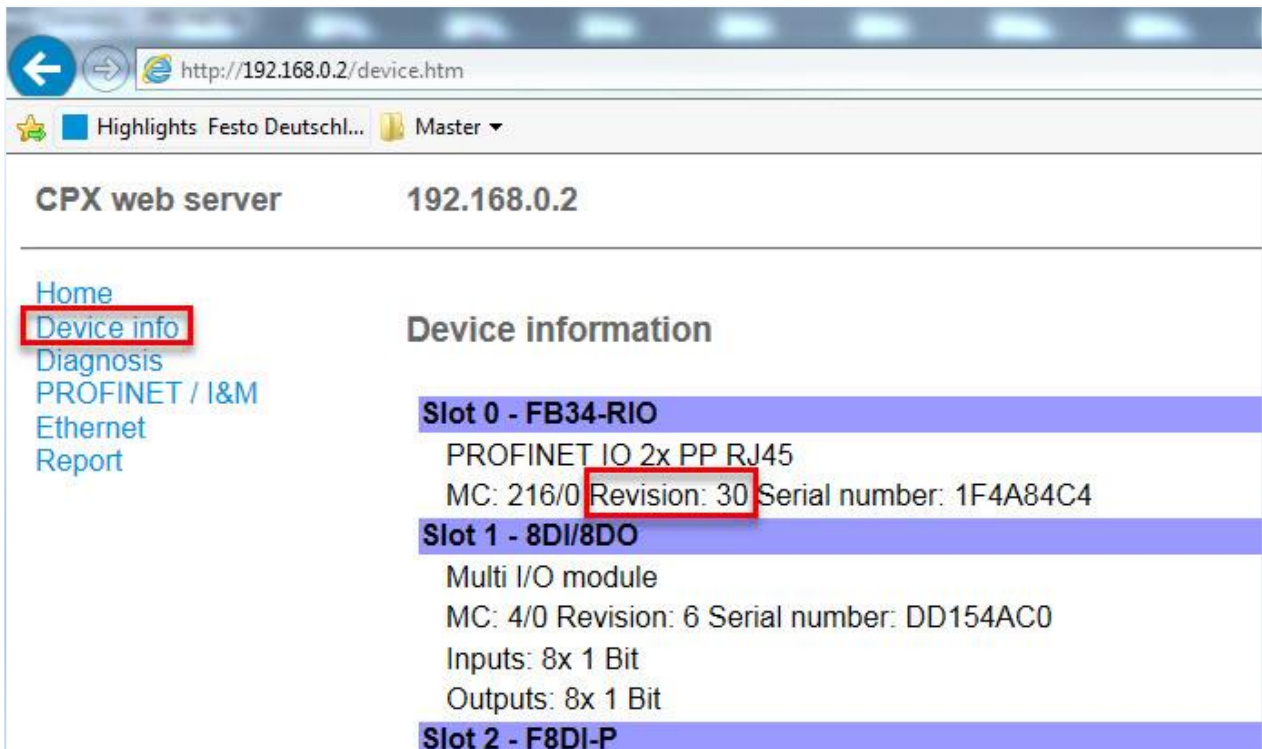 http://192.168.0.2/device.htm
Highlights Festo Deutschl... Master
CPX web server 192.168.0.2
Home
Device info
Diagnosis
PROFINET / I&M
Ethernet
Report
Device information
Slot 0 - FB34-RIO
PROFINET IO 2x PP RJ45
MC: 216/0 Revision: 30 Serial number: 1F4A84C4
Slot 1 - 8DI/8DO
Multi I/O module
MC: 4/0 Revision: 6 Serial number: DD154AC0
Inputs: 8x 1 Bit
Outputs: 8x 1 Bit
Slot 2 - F8DI-P